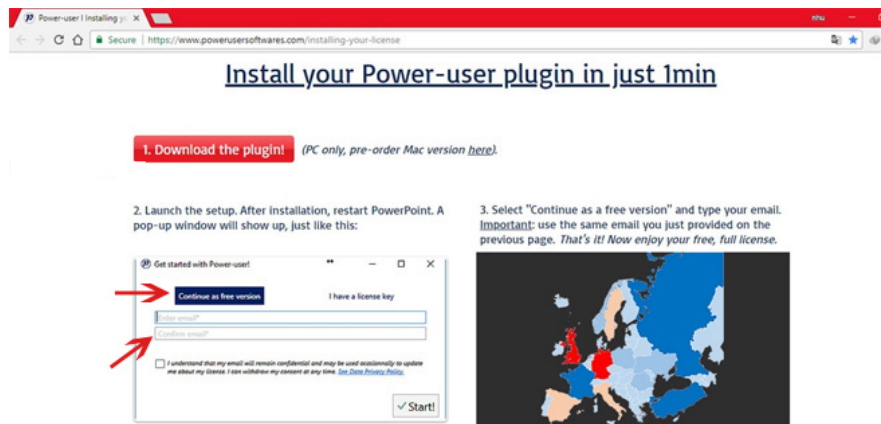 Power-user | Installing yo
nhu
Secure | https://www.powerusersoftwares.com/installing-your-license
Install your Power-user plugin in just 1min
1. Download the plugin! (PC only, pre-order Mac version here).
2. Launch the setup. After installation, restart PowerPoint. A
pop-up window will show up, just like this:
Get started with Power-user!
Continue as free version
I have a license key
Enter email*
Confirm email*
I understand that my email will remain confidential and may be used occasionnally to update
me about my license. I can withdraw my consent at any time. See Data Privacy Policy.
Start!
3. Select "Continue as a free version" and type your email.
Important: use the same email you just provided on the
previous page. That's it! Now enjoy your free, full license.